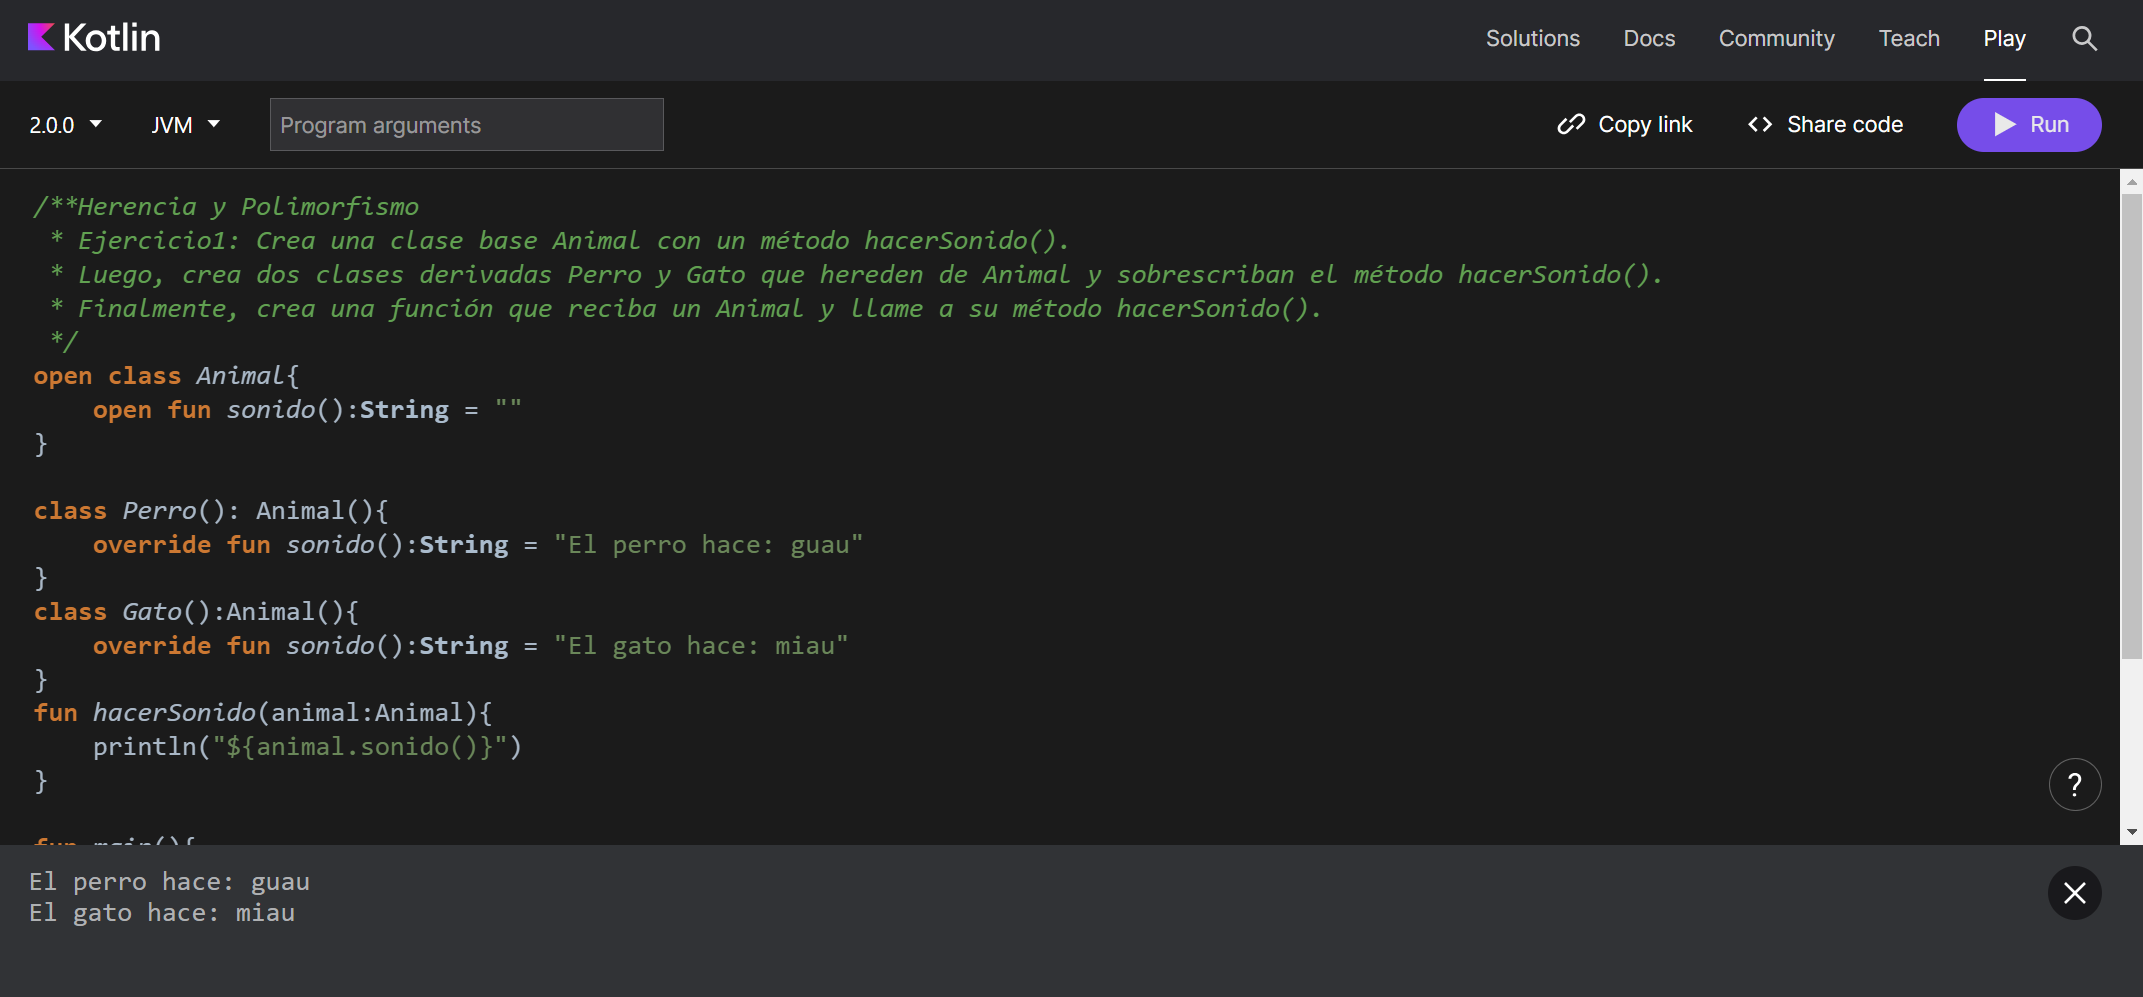 Kotlin
Solutions Docs Community Teach Play
2.0.0 JVM Program arguments Copy link <> Share code Run
/**Herencia y Polimorfismo
 * Ejercicio1: Crea una clase base Animal con un método hacerSonido().
 * Luego, crea dos clases derivadas Perro y Gato que hereden de Animal y sobrescriban el método hacerSonido().
 * Finalmente, crea una función que reciba un Animal y llame a su método hacerSonido().
 */
open class Animal{
    open fun sonido():String = ""
}
class Perro(): Animal(){
    override fun sonido():String = "El perro hace: guau"
}
class Gato():Animal(){
    override fun sonido():String = "El gato hace: miau"
}
fun hacerSonido(animal:Animal){
    println("${animal.sonido()}")
}
?
fun main(){
El perro hace: guau
El gato hace: miau